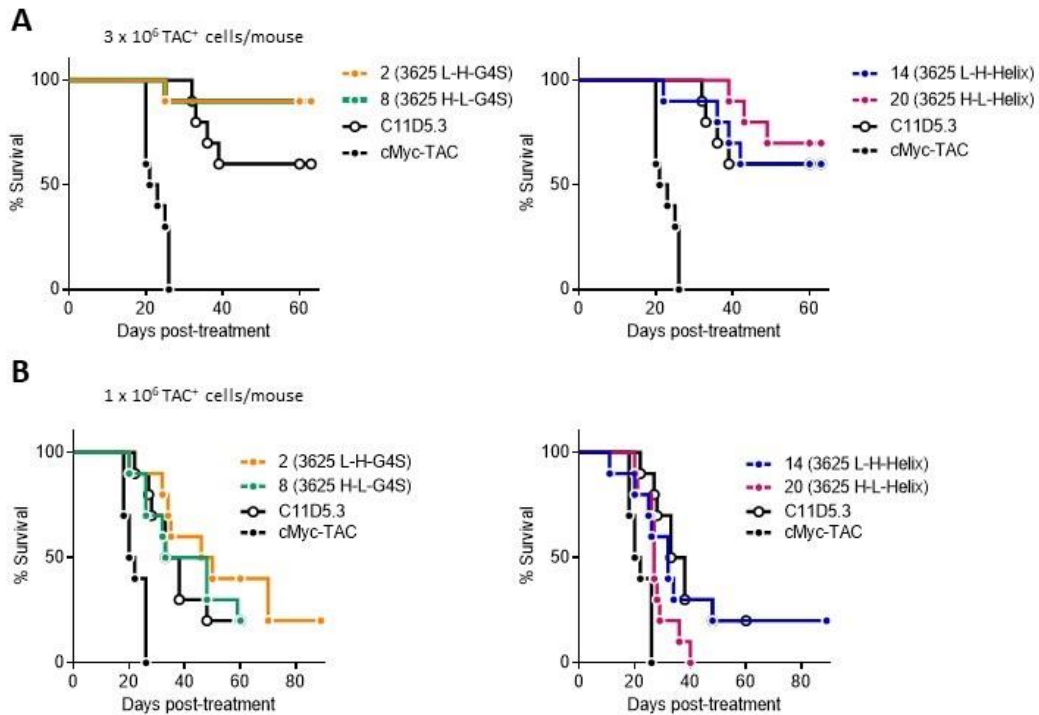 A
3 x 10⁶ TAC⁺ cells/mouse
% Survival
100
50
0
0 20 40 60
Days post-treatment
2 (3625 L-H-G4S)
8 (3625 H-L-G4S)
C11D5.3
cMyc-TAC
% Survival
100
50
0
0 20 40 60
Days post-treatment
14 (3625 L-H-Helix)
20 (3625 H-L-Helix)
C11D5.3
cMyc-TAC
B
1 x 10⁶ TAC⁺ cells/mouse
% Survival
100
50
0
0 20 40 60 80
Days post-treatment
2 (3625 L-H-G4S)
8 (3625 H-L-G4S)
C11D5.3
cMyc-TAC
% Survival
100
50
0
0 20 40 60 80
Days post-treatment
14 (3625 L-H-Helix)
20 (3625 H-L-Helix)
C11D5.3
cMyc-TAC